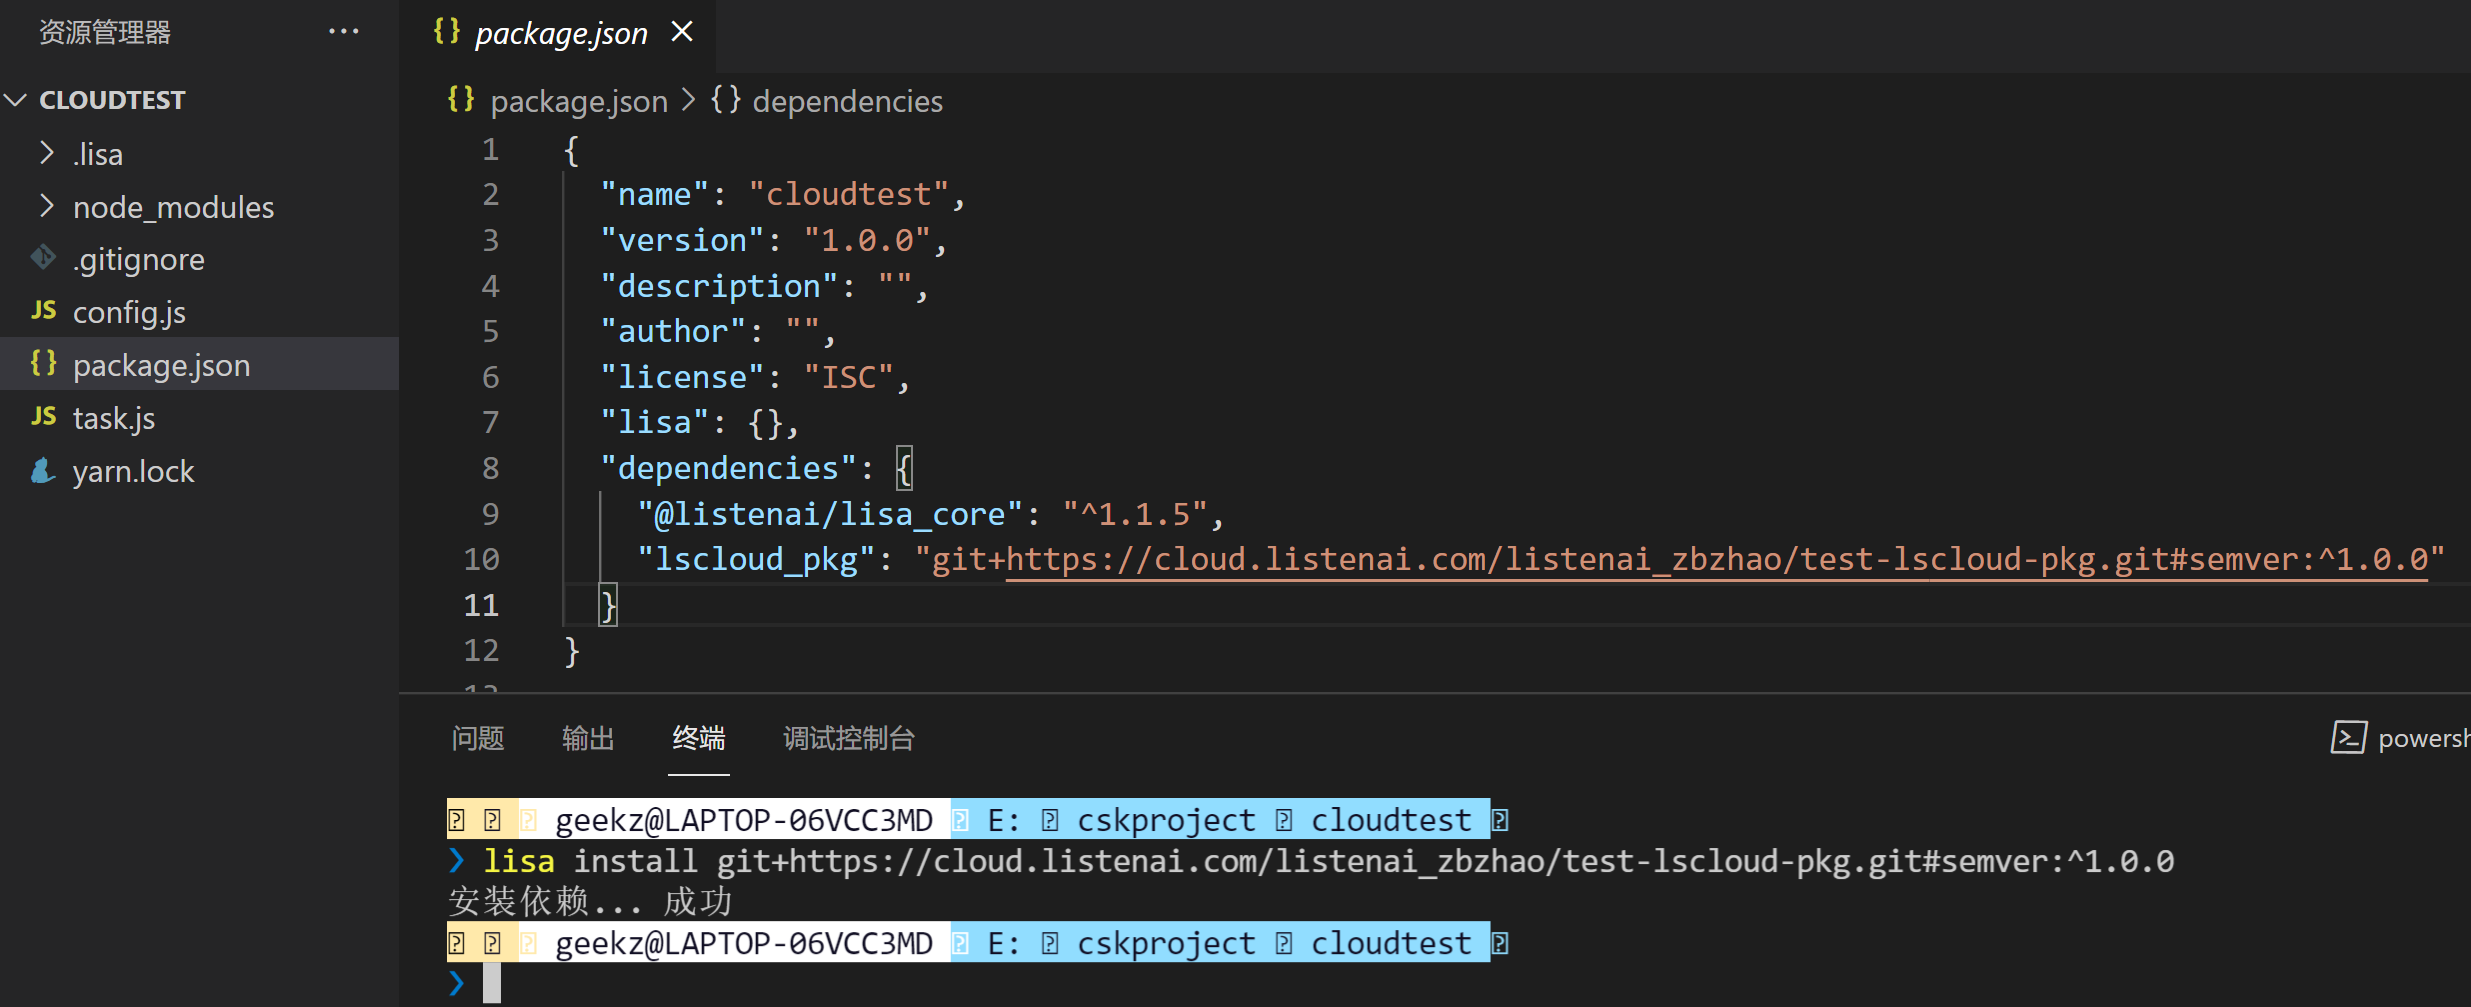 资源管理器 ···
CLOUDTEST
.lisa
node_modules
.gitignore
JS config.js
{} package.json
JS task.js
yarn.lock
{} package.json ×
{} package.json > {} dependencies
1 {
2 "name": "cloudtest",
3 "version": "1.0.0",
4 "description": "",
5 "author": "",
6 "license": "ISC",
7 "lisa": {},
8 "dependencies": {
9 "@listenai/lisa_core": "^1.1.5",
10 "lscloud_pkg": "git+https://cloud.listenai.com/listenai_zbzhao/test-lscloud-pkg.git#semver:^1.0.0"
11 }
12 }
13
问题 输出 终端 调试控制台 powersh
geekz@LAPTOP-06VCC3MD E: cskproject cloudtest
❯ lisa install git+https://cloud.listenai.com/listenai_zbzhao/test-lscloud-pkg.git#semver:^1.0.0
安装依赖... 成功
geekz@LAPTOP-06VCC3MD E: cskproject cloudtest
❯